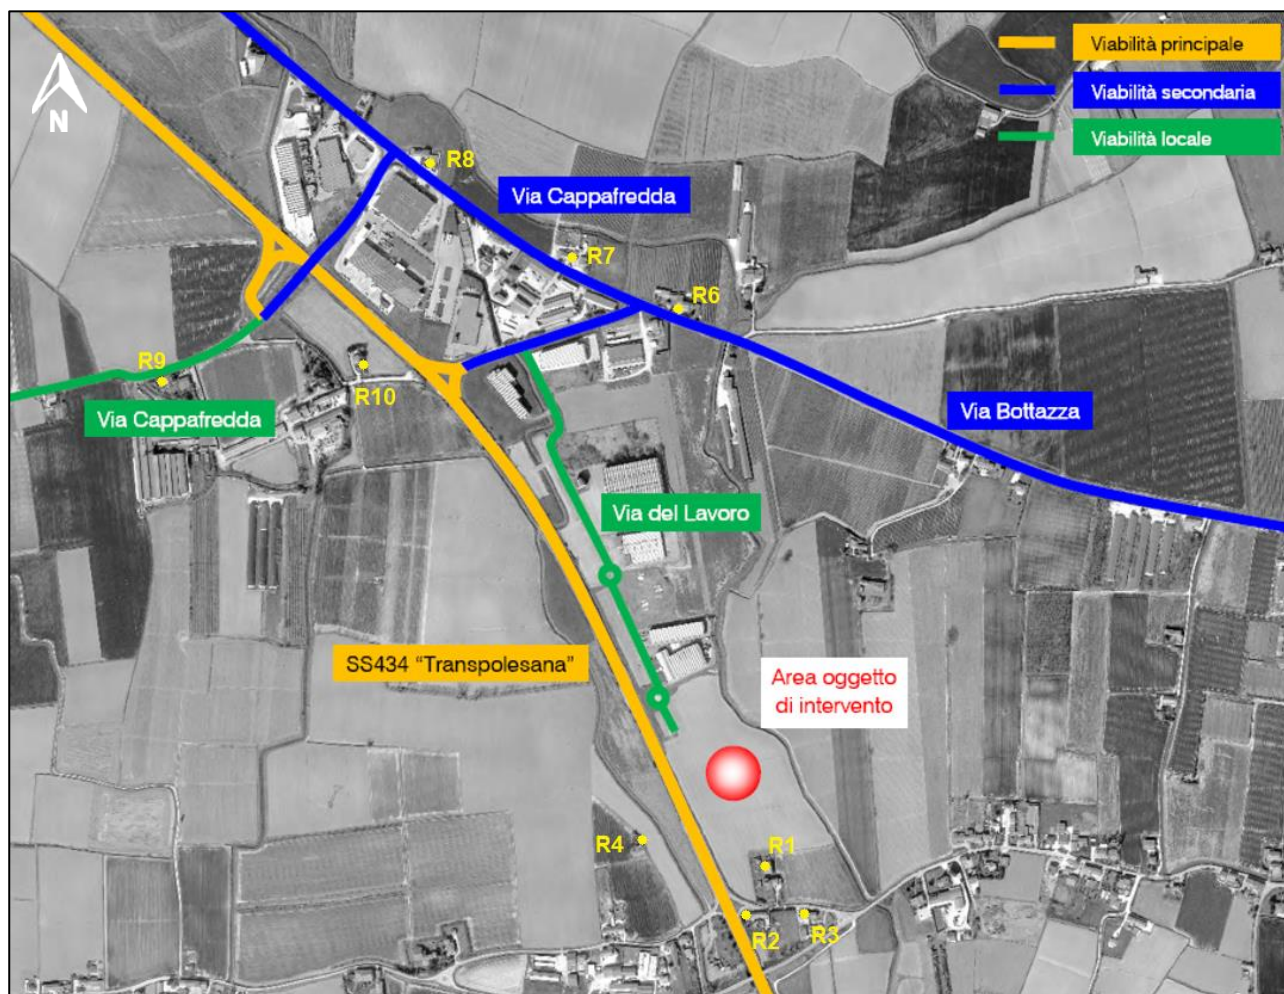 Viabilità principale
Viabilità secondaria
Viabilità locale
N
R8
Via Cappafredda
R7
R6
R9
R10
Via Cappafredda
Via Bottazza
Via del Lavoro
SS434 “Transpolesana”
Area oggetto
di intervento
R4
R1
R2
R3